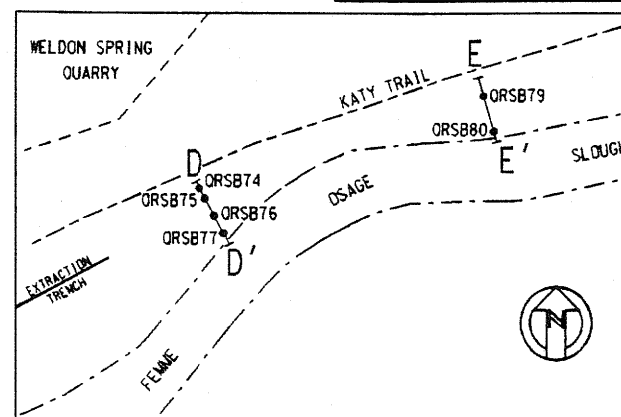 WELDON SPRING
QUARRY
KATY TRAIL
E
QRSB79
QRSB80
E'
D
QRSB74
QRSB75
QRSB76
QRSB77
D'
FEMME
OSAGE
SLOUGH
EXTRACTION
TRENCH
N